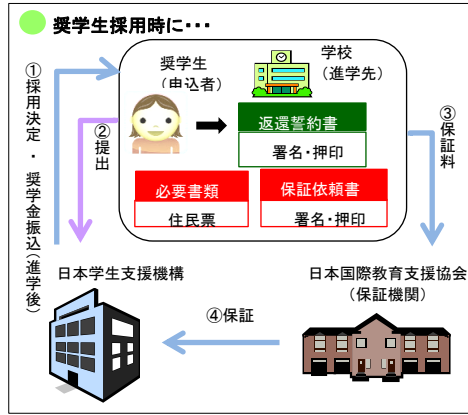 奨学生採用時に・・・
①採用決定・奨学金振込(進学後)
奨学生
(申込者)
学校
(進学先)
②提出
③保証料
返還誓約書
署名・押印
必要書類
住民票
保証依頼書
署名・押印
日本学生支援機構
日本国際教育支援協会
(保証機関)
④保証